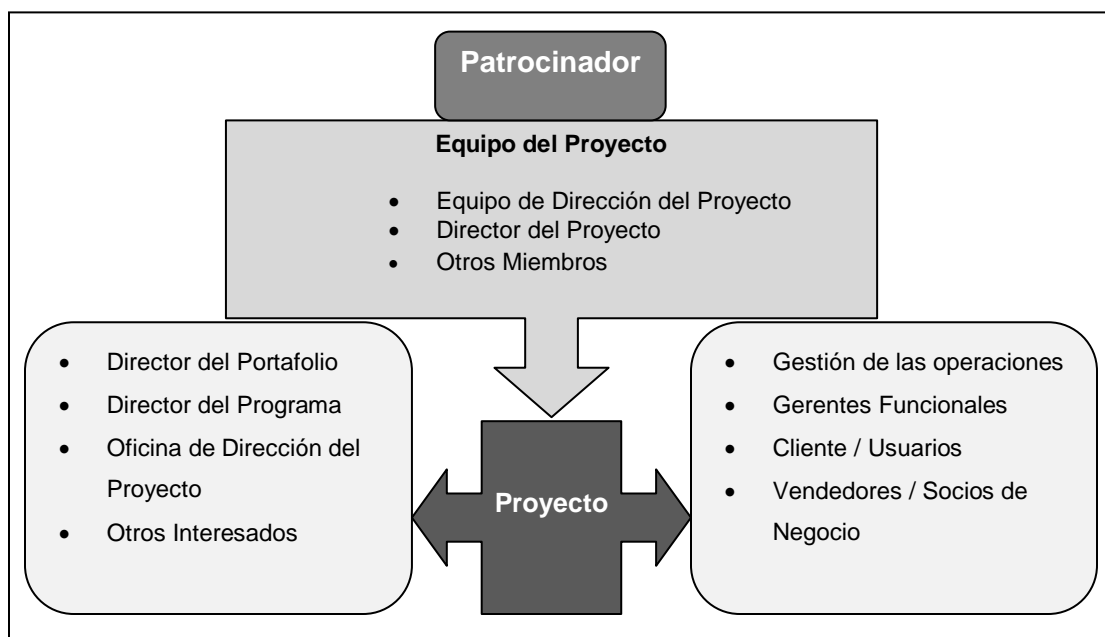 Patrocinador
Equipo del Proyecto
• Equipo de Dirección del Proyecto
• Director del Proyecto
• Otros Miembros
• Director del Portafolio
• Director del Programa
• Oficina de Dirección del
Proyecto
• Otros Interesados
Proyecto
• Gestión de las operaciones
• Gerentes Funcionales
• Cliente / Usuarios
• Vendedores / Socios de
Negocio